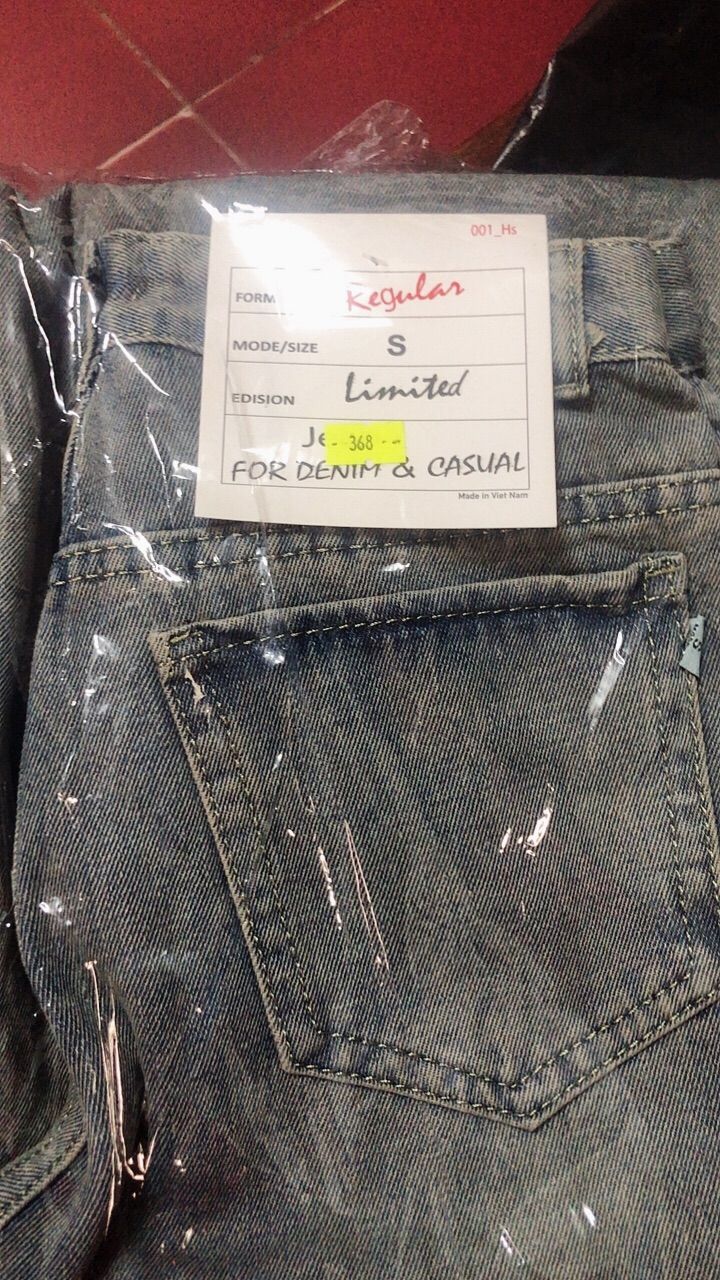 001_Hs
FORM Regular
MODE/SIZE S
EDISION Limited
- 368 --
FOR DENIM & CASUAL
Made in Viet Nam